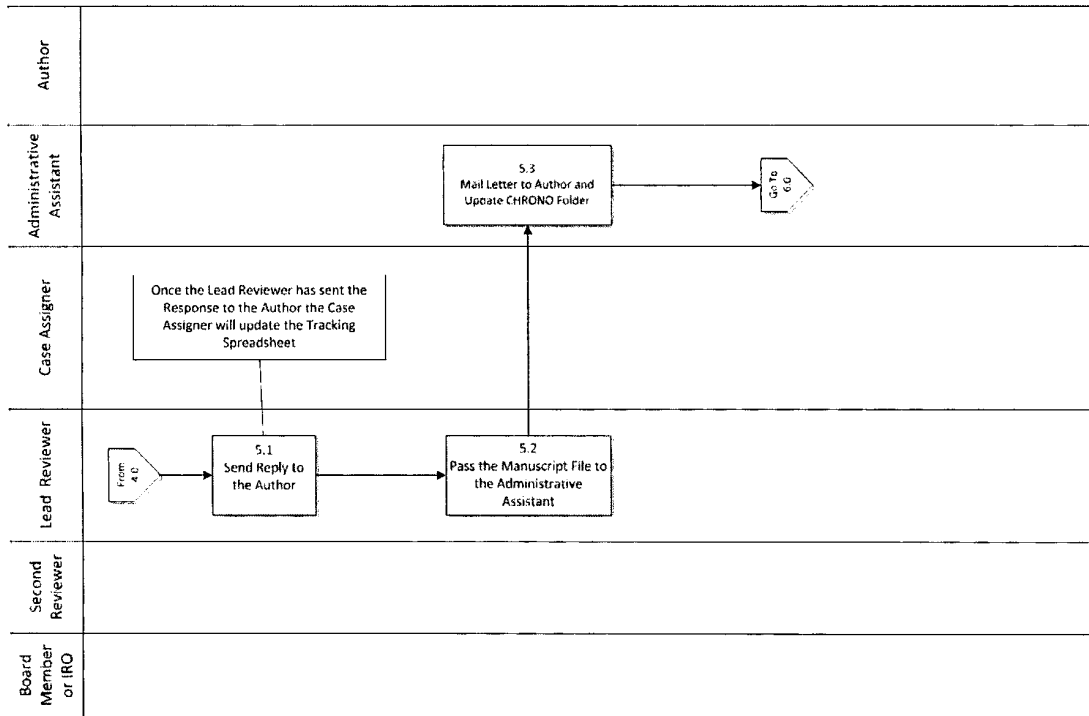 Author
Administrative
Assistant
5.3
Mail Letter to Author and
Update CHRONO Folder
Go To
6.0
Case Assigner
Once the Lead Reviewer has sent the
Response to the Author the Case
Assigner will update the Tracking
Spreadsheet
Lead Reviewer
From
4.0
5.1
Send Reply to
the Author
5.2
Pass the Manuscript File to
the Administrative
Assistant
Second
Reviewer
Board
Member
or IRO